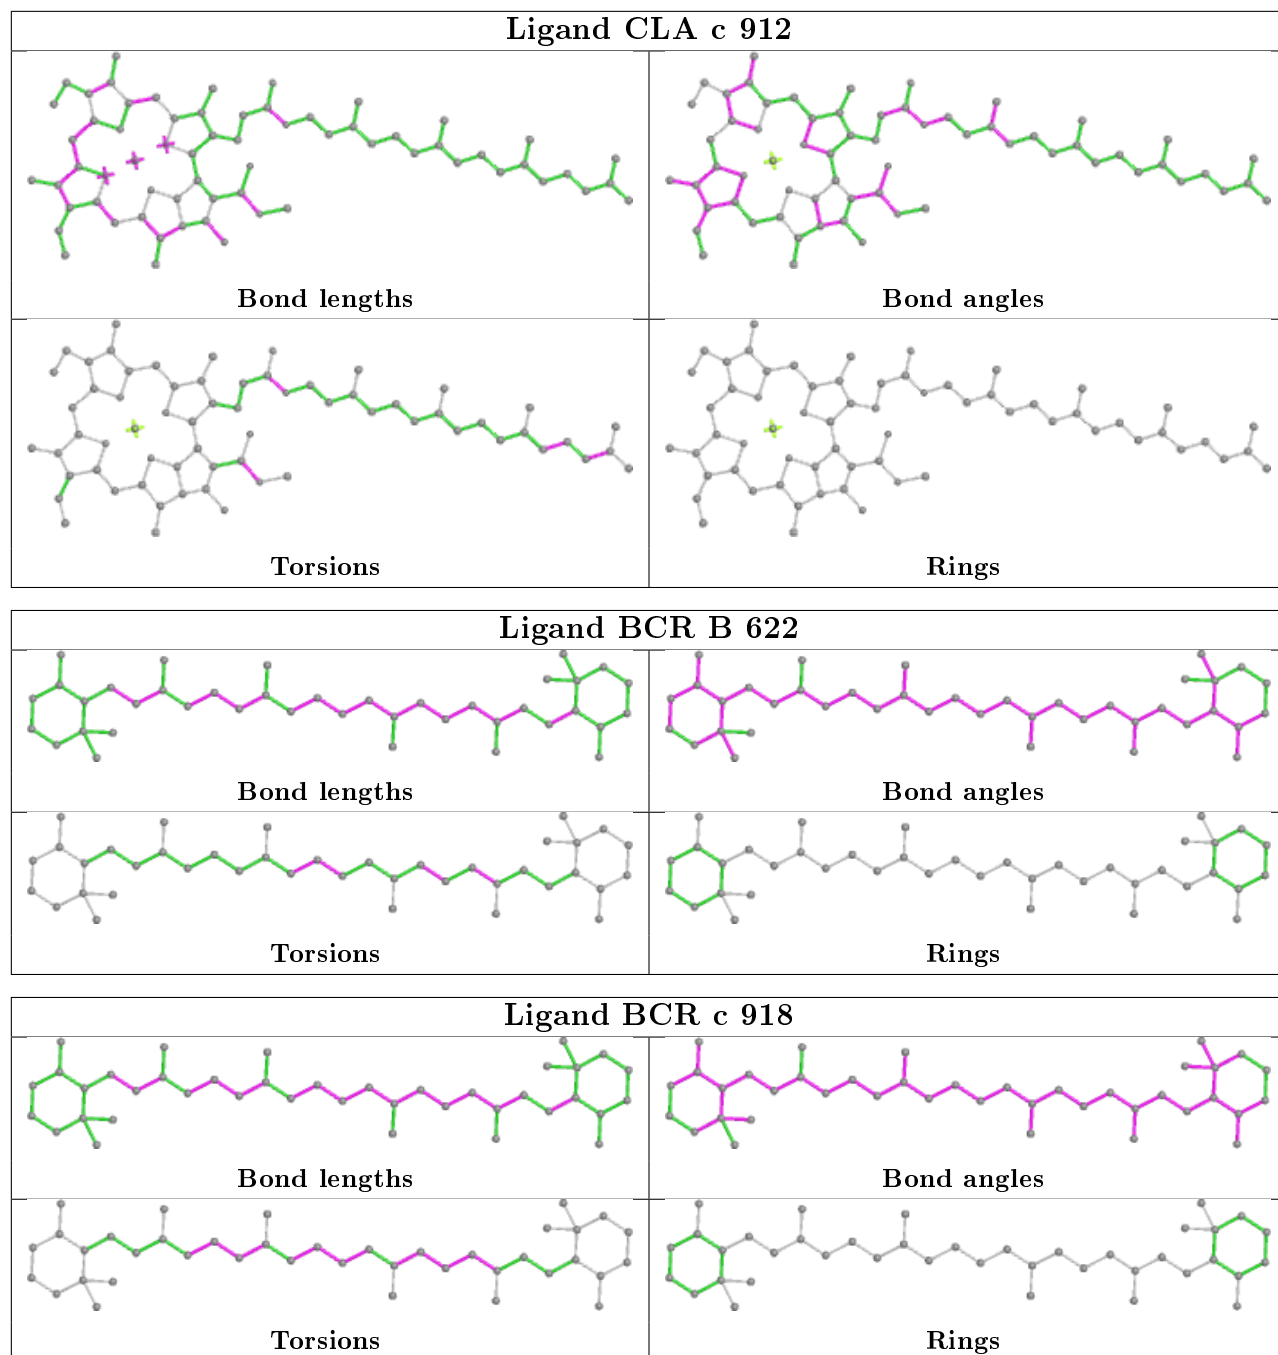 Ligand CLA c 912
Bond lengths
Bond angles
Torsions
Rings
Ligand BCR B 622
Bond lengths
Bond angles
Torsions
Rings
Ligand BCR c 918
Bond lengths
Bond angles
Torsions
Rings